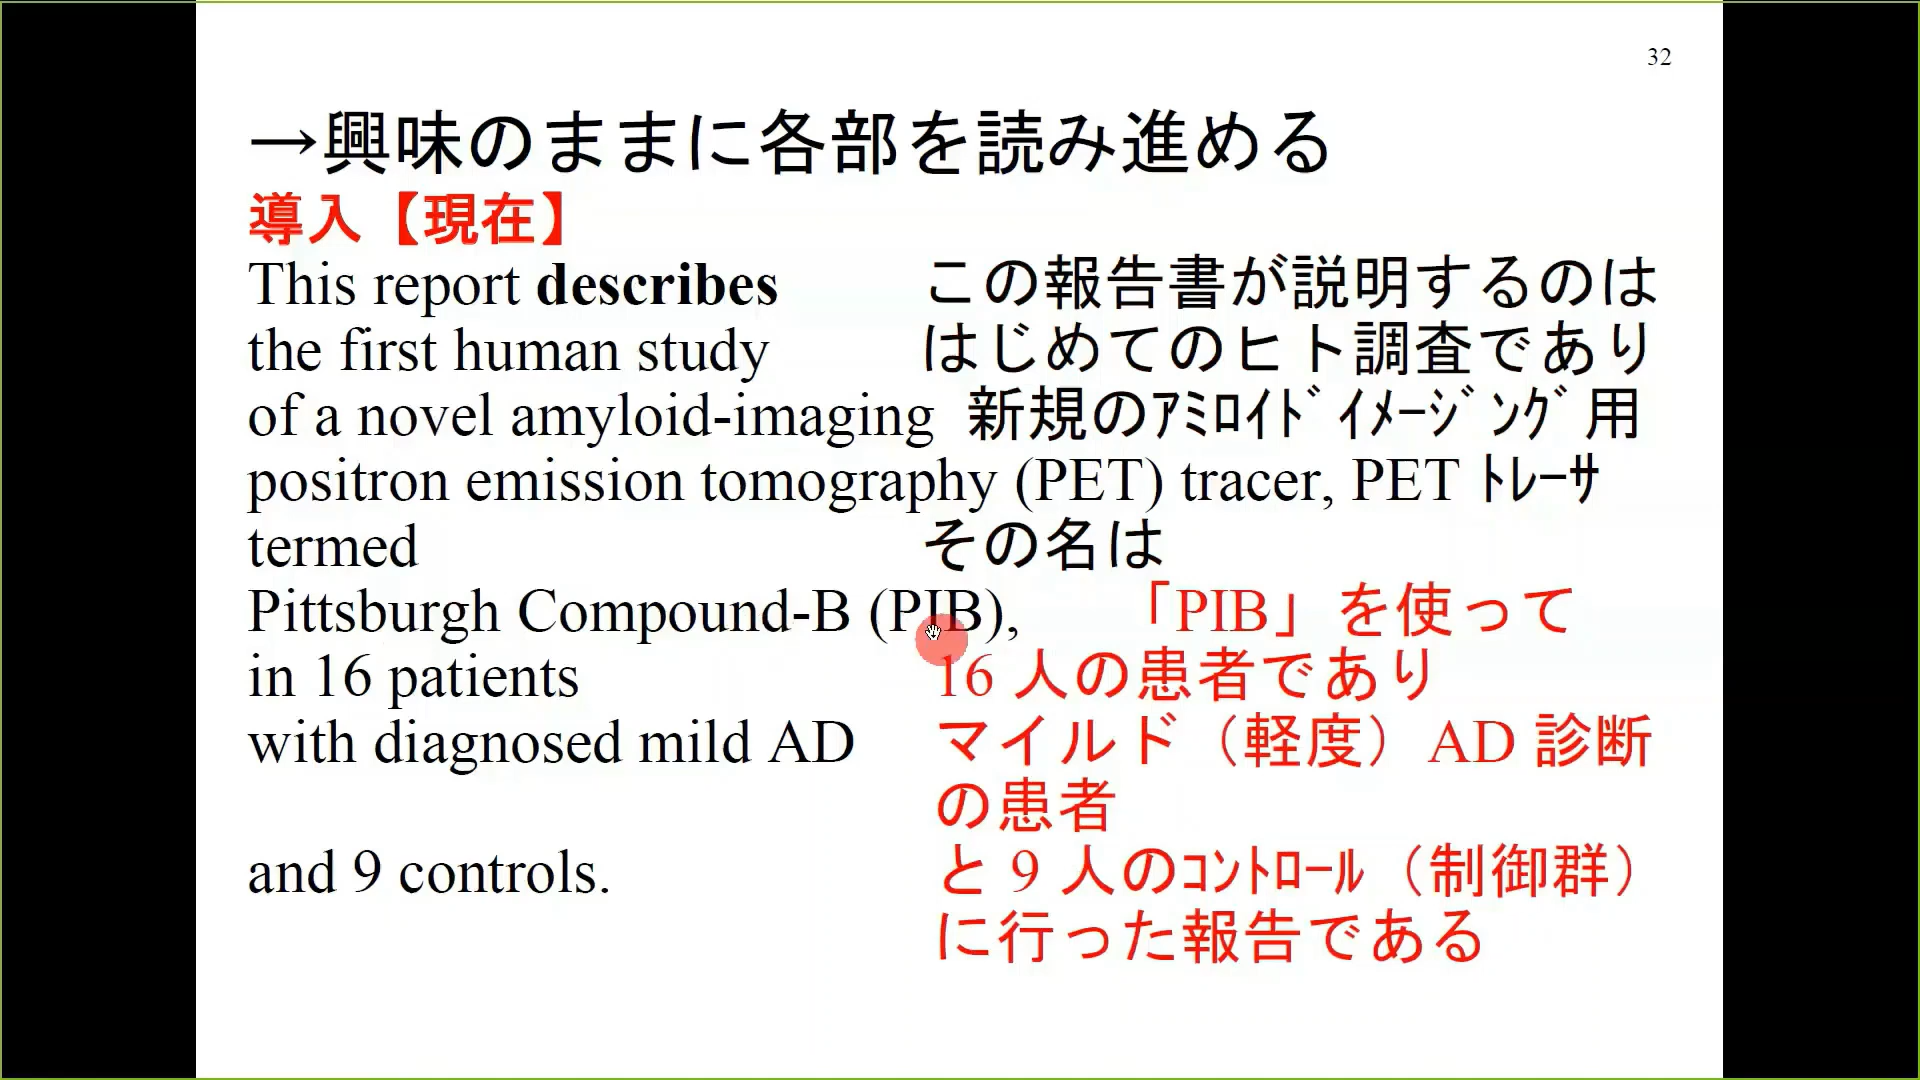 32
→興味のままに各部を読み進める
導入【現在】
This report describes この報告書が説明するのは
the first human study はじめてのヒト調査であり
of a novel amyloid-imaging 新規のｱﾐﾛｲﾄﾞｲﾒｰｼﾞﾝｸﾞ用
positron emission tomography (PET) tracer, PET ﾄﾚｰｻ
termed その名は
Pittsburgh Compound-B (PIB), 「PIB」を使って
in 16 patients 16 人の患者であり
with diagnosed mild AD マイルド（軽度）AD 診断
の患者
and 9 controls. と 9 人のｺﾝﾄﾛｰﾙ（制御群）
に行った報告である